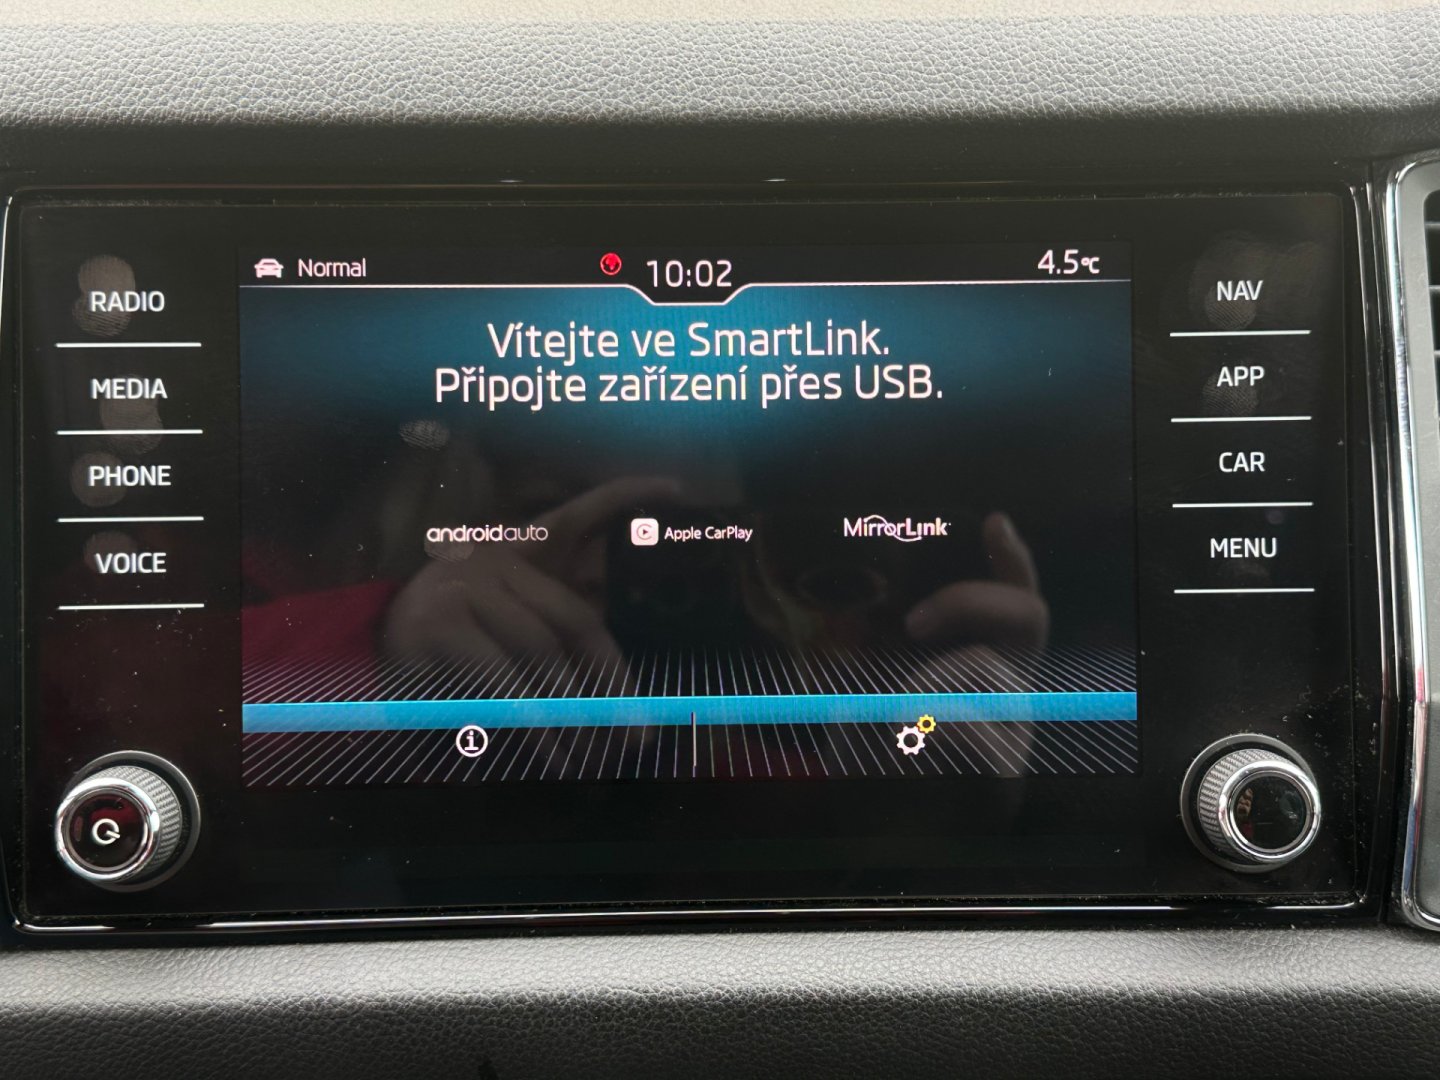 Normal
10:02
4.5°C
RADIO
MEDIA
PHONE
VOICE
Vítejte ve SmartLink.
Připojte zařízení přes USB.
androidauto
Apple CarPlay
MirrorLink
NAV
APP
CAR
MENU